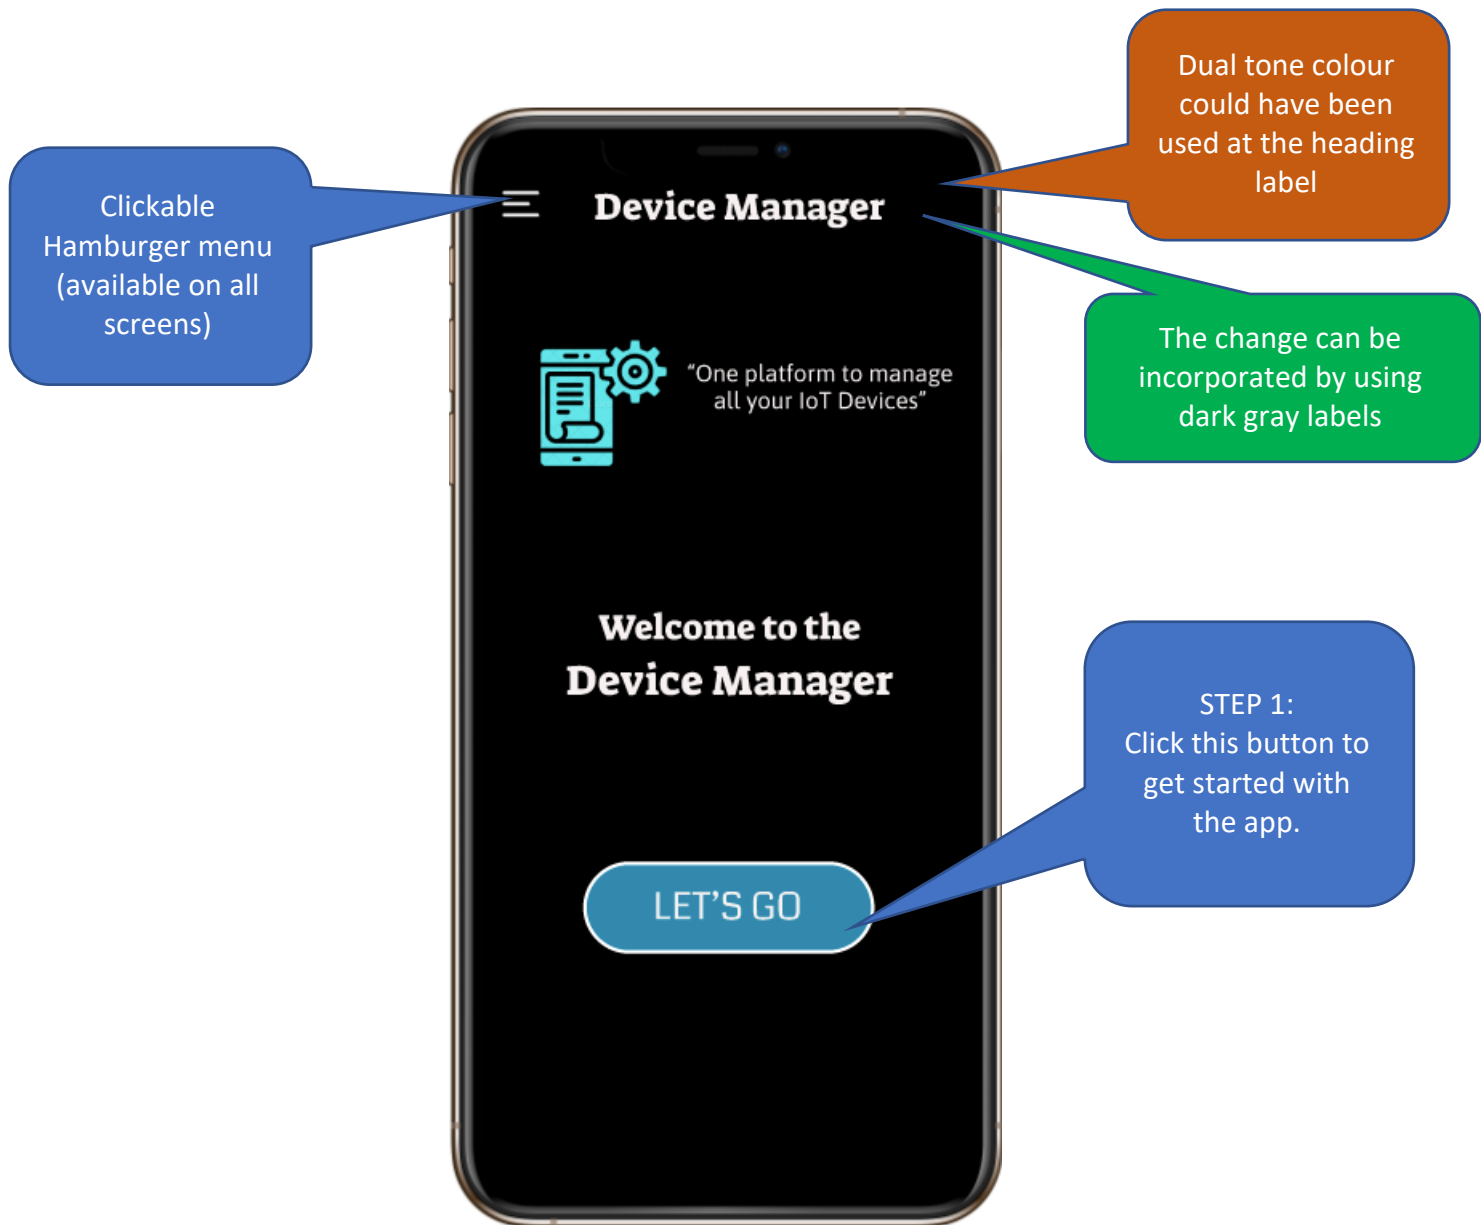 Dual tone colour
could have been
used at the heading
label
Clickable
Hamburger menu
(available on all
screens)
Device Manager
The change can be
incorporated by using
dark gray labels
"One platform to manage
all your IoT Devices"
Welcome to the
Device Manager
STEP 1:
Click this button to
get started with
the app.
LET'S GO